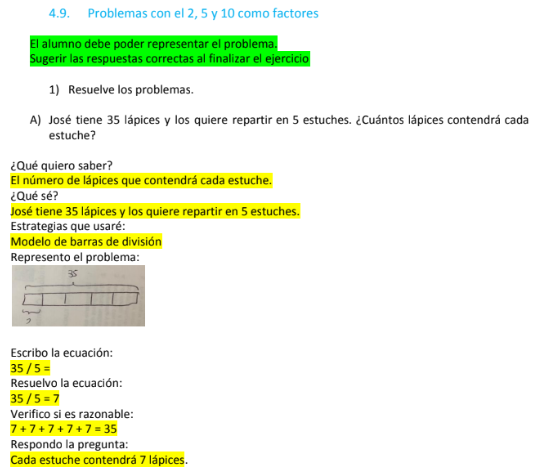 4.9. Problemas con el 2, 5 y 10 como factores
El alumno debe poder representar el problema.
Sugerir las respuestas correctas al finalizar el ejercicio
1) Resuelve los problemas.
A) José tiene 35 lápices y los quiere repartir en 5 estuches. ¿Cuántos lápices contendrá cada
estuche?
¿Qué quiero saber?
El número de lápices que contendrá cada estuche.
¿Qué sé?
José tiene 35 lápices y los quiere repartir en 5 estuches.
Estrategias que usaré:
Modelo de barras de división
Represento el problema:
35
?
Escribo la ecuación:
35 / 5 =
Resuelvo la ecuación:
35 / 5 = 7
Verifico si es razonable:
7 + 7 + 7 + 7 + 7 = 35
Respondo la pregunta:
Cada estuche contendrá 7 lápices.